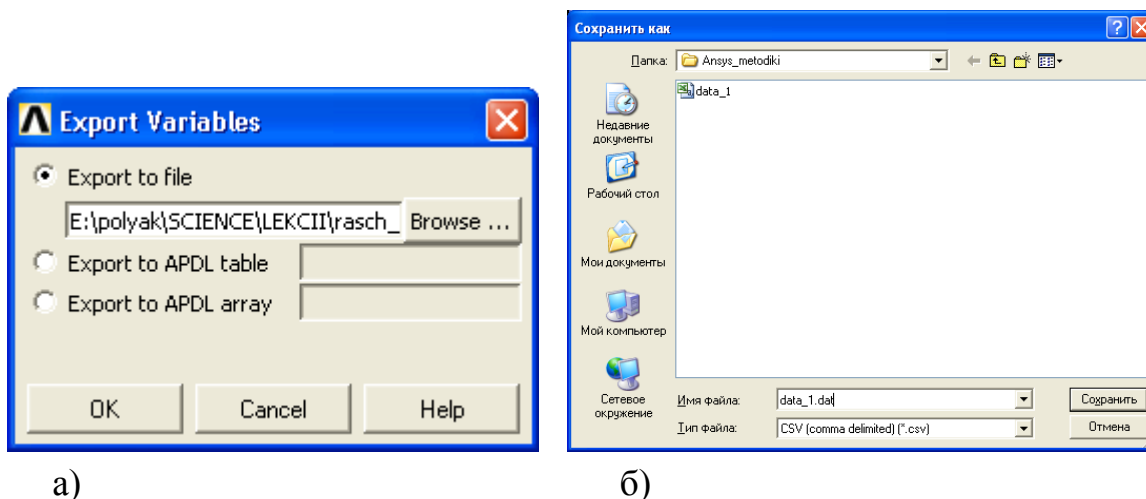 Export Variables
Export to file
E:\polyak\SCIENCE\LEKCII\rasch_
Browse ...
Export to APDL table
Export to APDL array
OK
Cancel
Help
а)
Сохранить как
Папка:
Ansys_metodiki
data_1
Недавние
документы
Рабочий стол
Мои документы
Мой компьютер
Сетевое
окружение
Имя файла:
data_1.dat
Сохранить
Тип файла:
CSV (comma delimited) (*.csv)
Отмена
б)